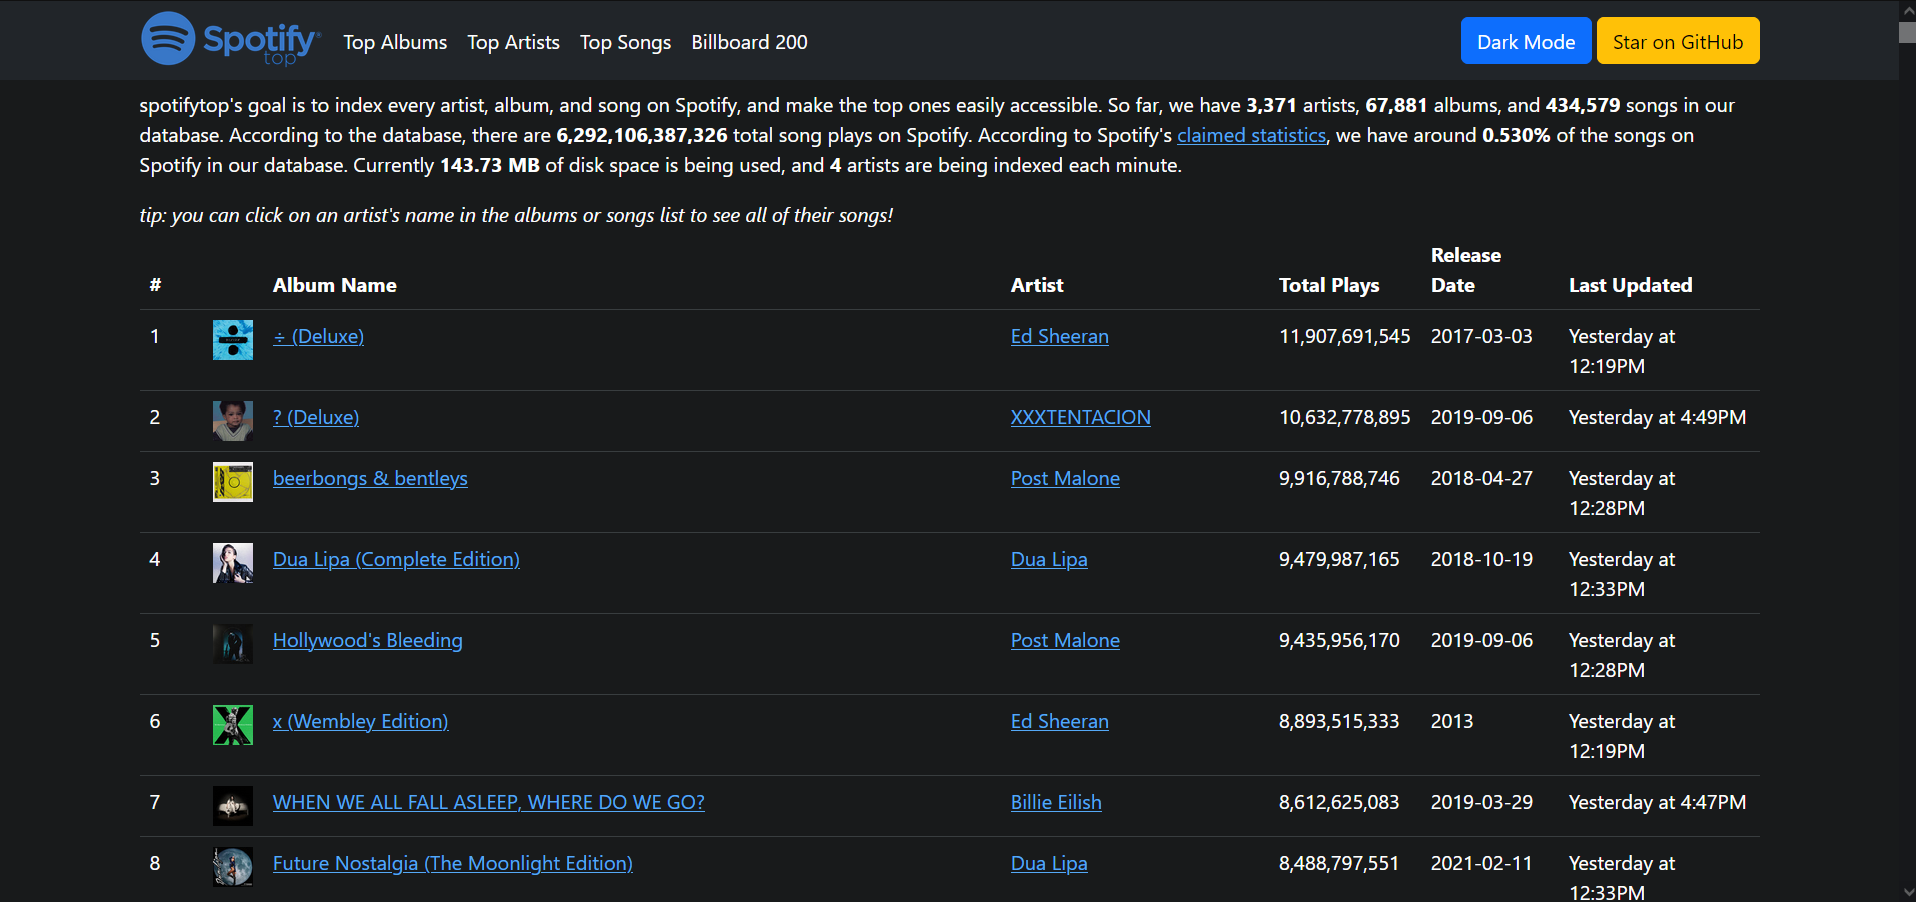 Spotify top Top Albums Top Artists Top Songs Billboard 200 Dark Mode Star on GitHub
spotifytop's goal is to index every artist, album, and song on Spotify, and make the top ones easily accessible. So far, we have 3,371 artists, 67,881 albums, and 434,579 songs in our
database. According to the database, there are 6,292,106,387,326 total song plays on Spotify. According to Spotify's claimed statistics, we have around 0.530% of the songs on
Spotify in our database. Currently 143.73 MB of disk space is being used, and 4 artists are being indexed each minute.
tip: you can click on an artist's name in the albums or songs list to see all of their songs!
# Album Name Artist Total Plays Release Date Last Updated
1 ÷ (Deluxe) Ed Sheeran 11,907,691,545 2017-03-03 Yesterday at 12:19PM
2 ? (Deluxe) XXXTENTACION 10,632,778,895 2019-09-06 Yesterday at 4:49PM
3 beerbongs & bentleys Post Malone 9,916,788,746 2018-04-27 Yesterday at 12:28PM
4 Dua Lipa (Complete Edition) Dua Lipa 9,479,987,165 2018-10-19 Yesterday at 12:33PM
5 Hollywood's Bleeding Post Malone 9,435,956,170 2019-09-06 Yesterday at 12:28PM
6 x (Wembley Edition) Ed Sheeran 8,893,515,333 2013 Yesterday at 12:19PM
7 WHEN WE ALL FALL ASLEEP, WHERE DO WE GO? Billie Eilish 8,612,625,083 2019-03-29 Yesterday at 4:47PM
8 Future Nostalgia (The Moonlight Edition) Dua Lipa 8,488,797,551 2021-02-11 Yesterday at 12:33PM